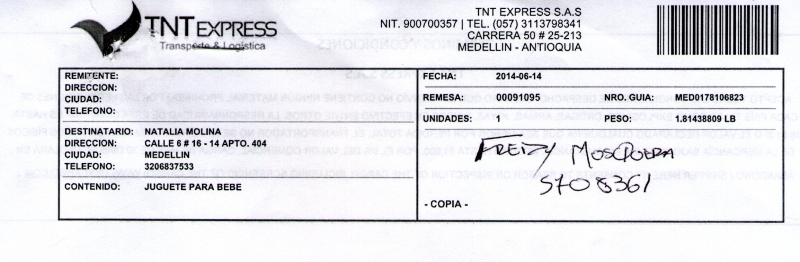 TNT EXPRESS
Transporte & Logística
TNT EXPRESS S.A.S
NIT. 900700357 | TEL. (057) 3113798341
CARRERA 50 # 25-213
MEDELLIN - ANTIOQUIA
REMITENTE:
DIRECCION:
CIUDAD:
TELEFONO:
DESTINATARIO: NATALIA MOLINA
DIRECCION: CALLE 6 # 16 - 14 APTO. 404
CIUDAD: MEDELLIN
TELEFONO: 3206837533
CONTENIDO: JUGUETE PARA BEBE
FECHA: 2014-06-14
REMESA: 00091095 NRO. GUIA: MED0178106823
UNIDADES: 1 PESO: 1.81438809 LB
FREIZY MOSQUERA
5708361
- COPIA -